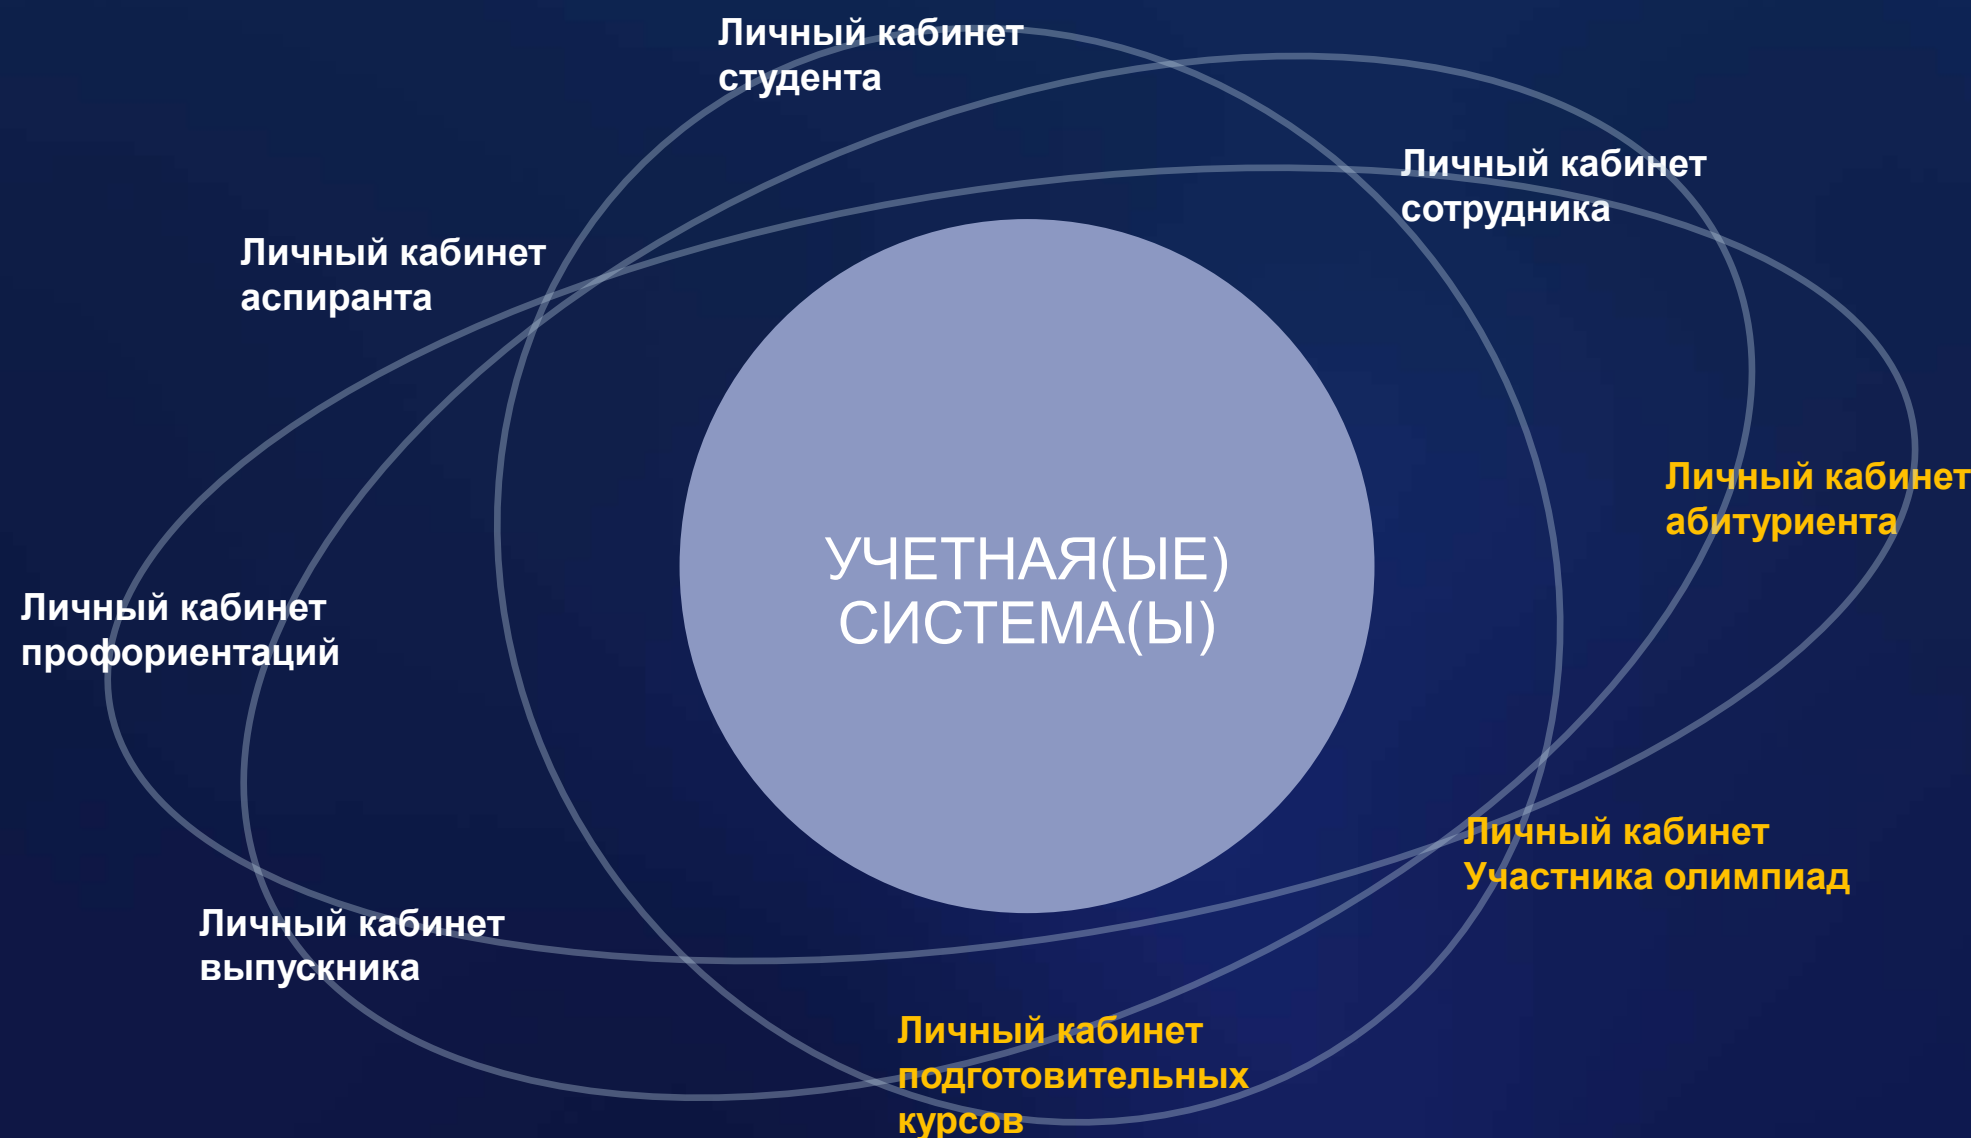 Личный кабинет
студента
Личный кабинет
сотрудника
Личный кабинет
аспиранта
Личный кабинет
абитуриента
УЧЕТНАЯ(ЫЕ)
СИСТЕМА(Ы)
Личный кабинет
профориентаций
Личный кабинет
Участника олимпиад
Личный кабинет
выпускника
Личный кабинет
подготовительных
курсов